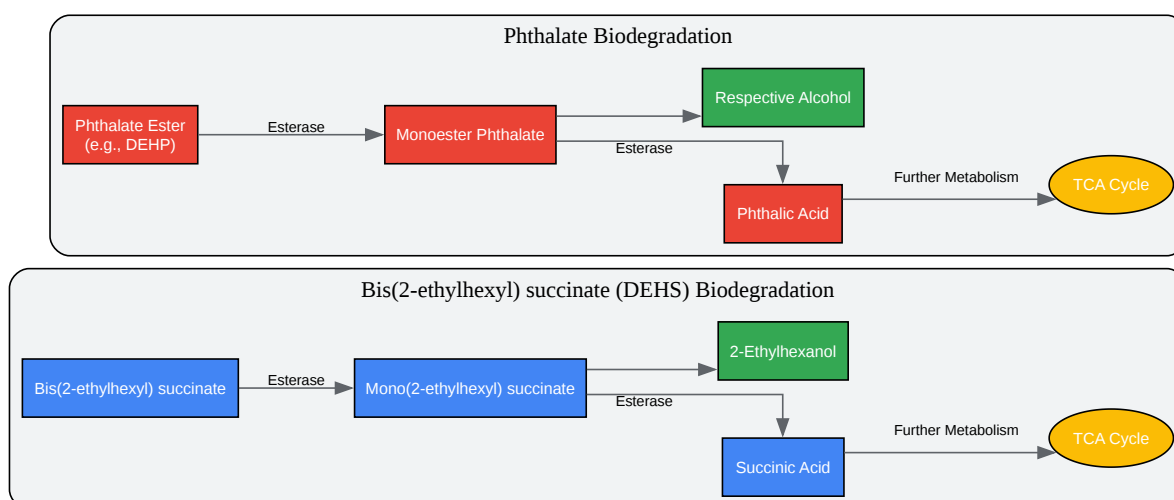 Phthalate Biodegradation
Respective Alcohol
Phthalate Ester
(e.g., DEHP)
Esterase
Monoester Phthalate
Esterase
Further Metabolism
TCA Cycle
Phthalic Acid
Bis(2-ethylhexyl) succinate (DEHS) Biodegradation
2-Ethylhexanol
Bis(2-ethylhexyl) succinate
Esterase
Mono(2-ethylhexyl) succinate
Esterase
Further Metabolism
TCA Cycle
Succinic Acid